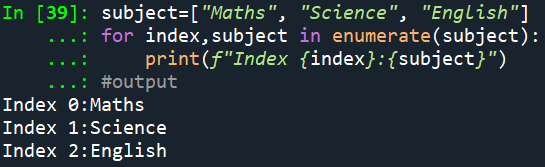 In [39]: subject=["Maths", "Science", "English"]
    ...: for index,subject in enumerate(subject):
    ...:     print(f"Index {index}:{subject}")
    ...: #output
Index 0:Maths
Index 1:Science
Index 2:English